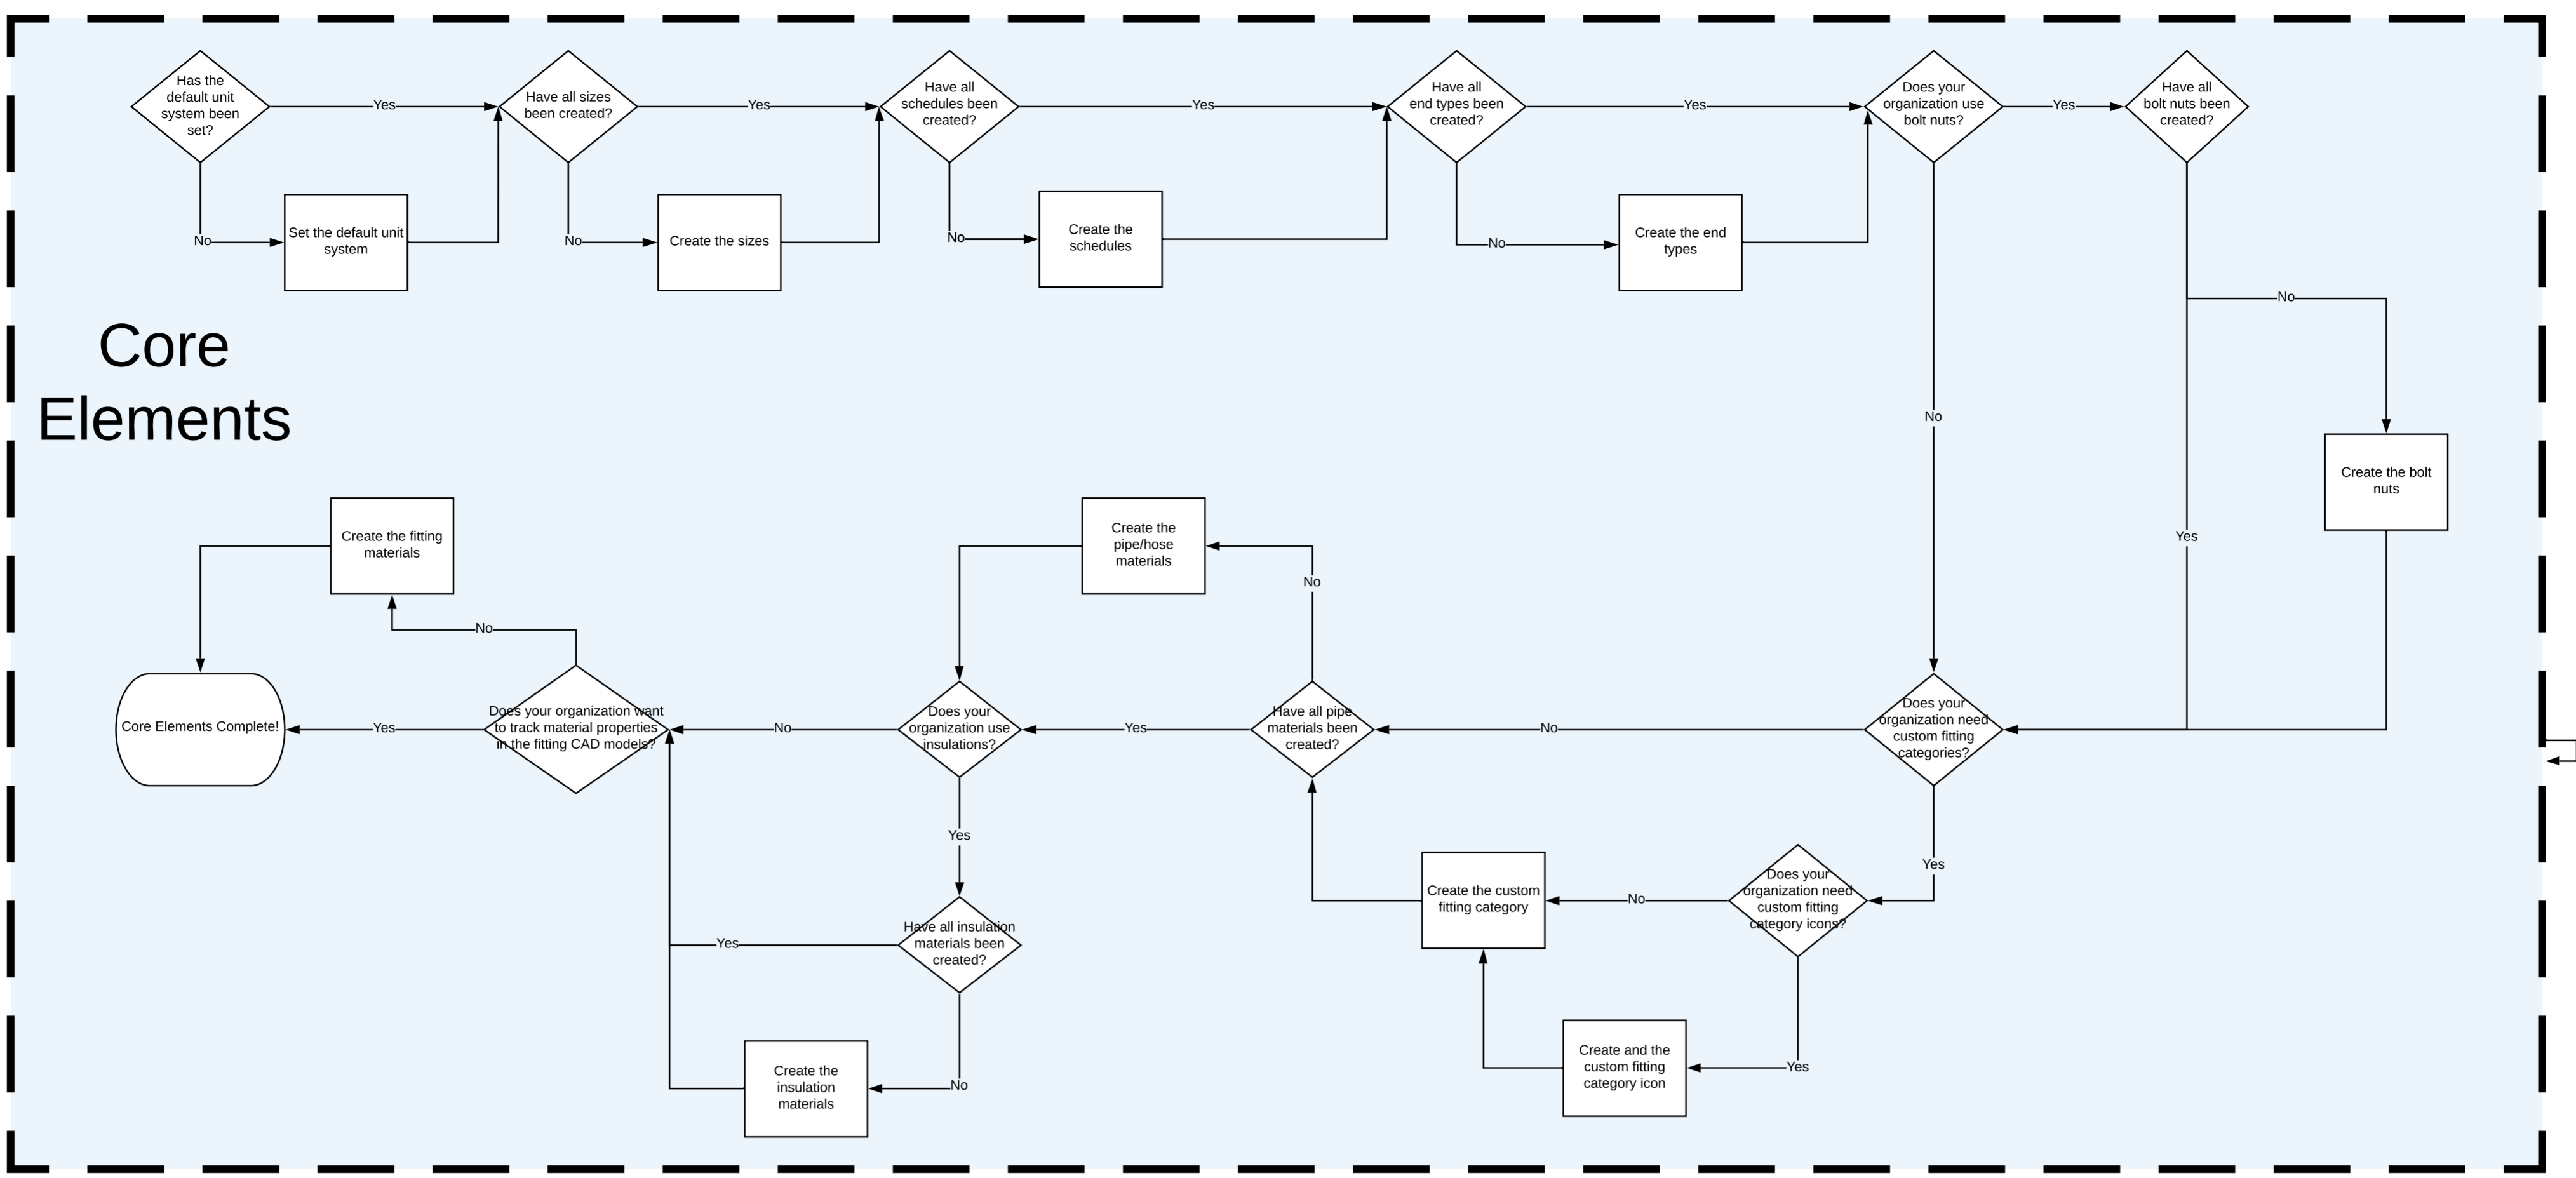 Has the
default unit
system been
set?
Yes
Have all sizes
been created?
Yes
Have all
schedules been
created?
Yes
Have all
end types been
created?
Yes
Does your
organization use
bolt nuts?
Yes
Have all
bolt nuts been
created?
No
Set the default unit
system
No
Create the sizes
No
Create the
schedules
No
Create the end
types
No
No
Yes
Create the bolt
nuts
Core
Elements
Create the fitting
materials
No
Create the
pipe/hose
materials
No
Core Elements Complete!
Yes
Does your organization want
to track material properties
in the fitting CAD models?
No
Does your
organization use
insulations?
Yes
Have all pipe
materials been
created?
No
Does your
organization need
custom fitting
categories?
Yes
Yes
Have all insulation
materials been
created?
Yes
No
Create the
insulation
materials
Create the custom
fitting category
No
Does your
organization need
custom fitting
category icons?
Yes
Create and the
custom fitting
category icon